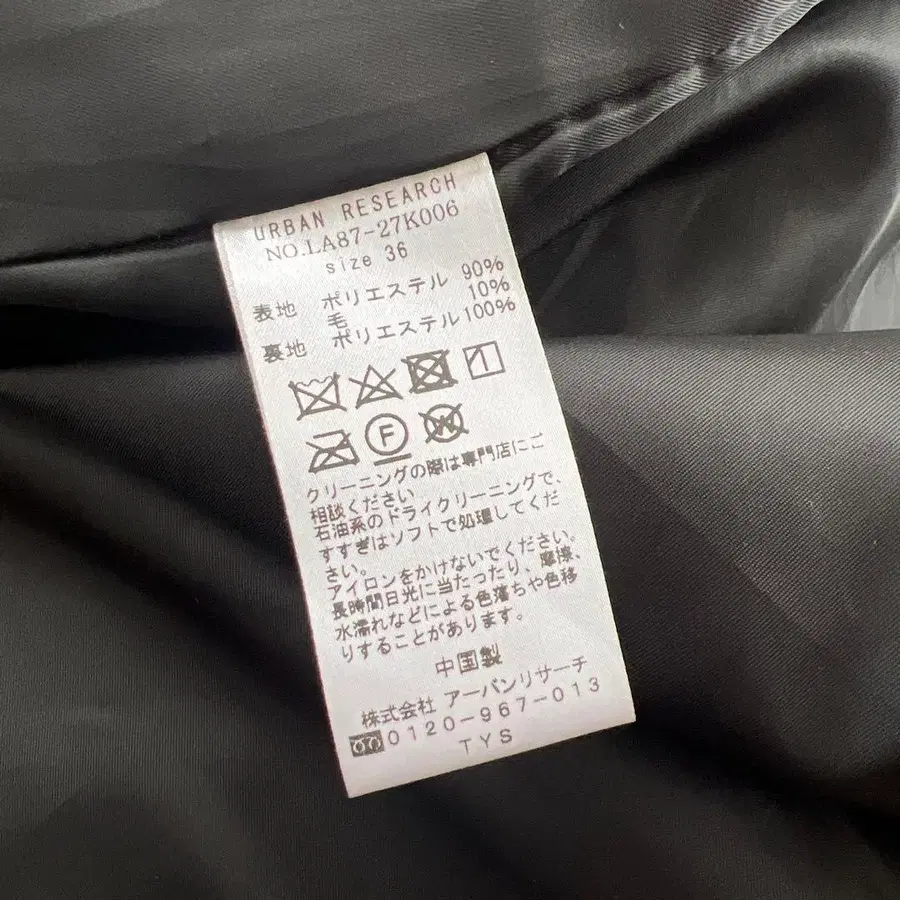 URBAN RESEARCH
NO.LA87-27K006
size 36
表地 ポリエステル 90%
毛 10%
裏地 ポリエステル 100%
F
W
クリーニングの際は専門店にご
相談ください
石油系のドライクリーニングで、
すすぎはソフトで処理してくだ
さい。
アイロンをかけないでください。
長時間日光に当たったり、摩擦、
水濡れなどによる色落ちや色移
りすることがあります。
中国製
株式会社 アーバンリサーチ
0120-967-013
TYS